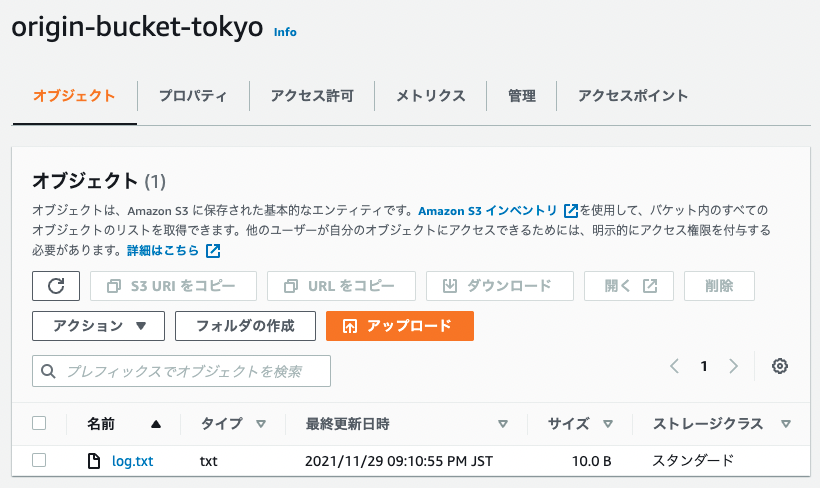 origin-bucket-tokyo Info
オブジェクト プロパティ アクセス許可 メトリクス 管理 アクセスポイント
オブジェクト (1)
オブジェクトは、Amazon S3 に保存された基本的なエンティティです。Amazon S3 インベントリ を使用して、バケット内のすべての
オブジェクトのリストを取得できます。他のユーザーが自分のオブジェクトにアクセスできるためには、明示的にアクセス権限を付与する
必要があります。詳細はこちら
S3 URI をコピー URL をコピー ダウンロード 開く 削除
アクション フォルダの作成 アップロード
プレフィックスでオブジェクトを検索 1
名前 タイプ 最終更新日時 サイズ ストレージクラス
log.txt txt 2021/11/29 09:10:55 PM JST 10.0 B スタンダード